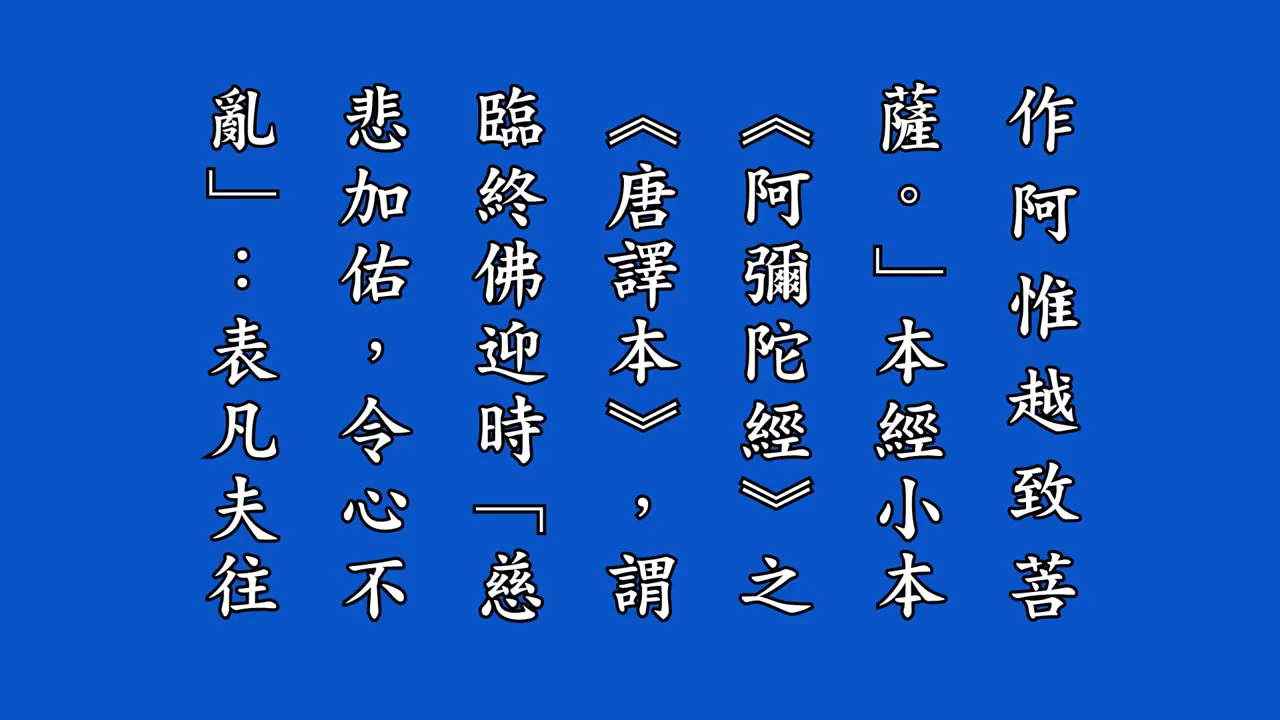 作阿惟越致菩
薩。」本經小本
《阿彌陀經》之
《唐譯本》，謂
臨終佛迎時「慈
悲加佑，令心不
亂」：表凡夫往